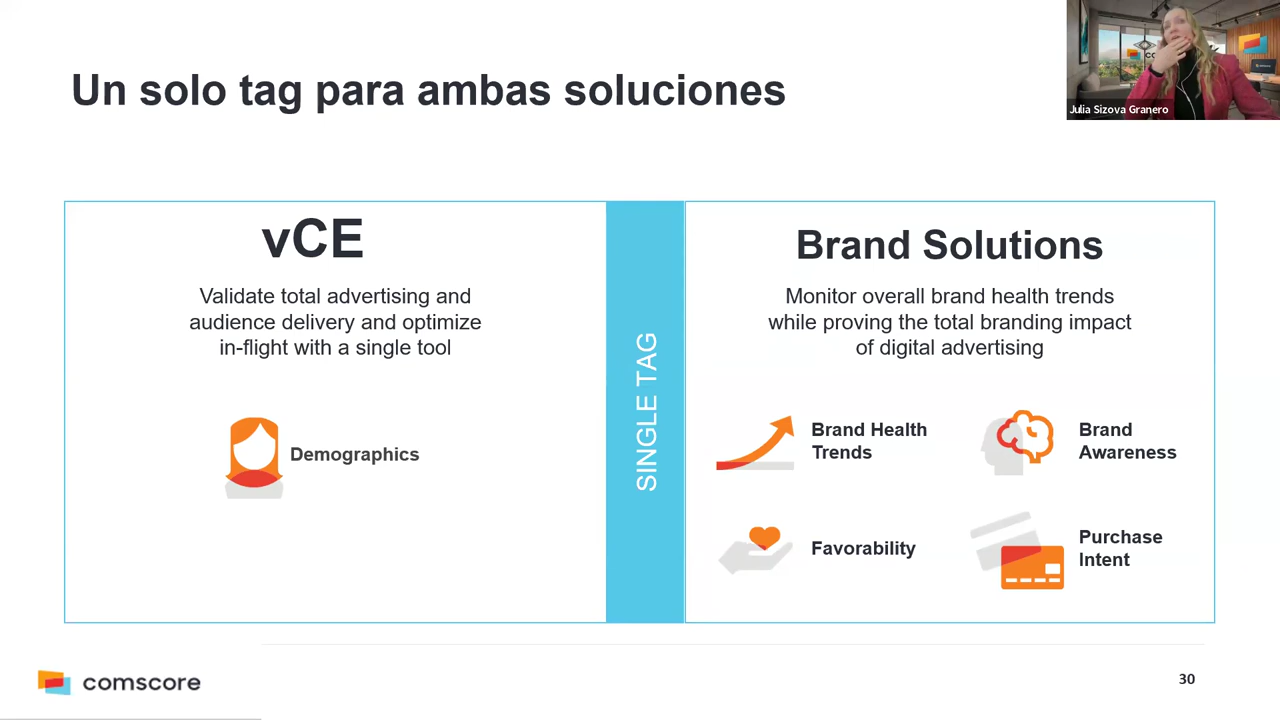 Un solo tag para ambas soluciones
Julia Sizova Granero
vCE
Validate total advertising and
audience delivery and optimize
in-flight with a single tool
Demographics
SINGLE TAG
Brand Solutions
Monitor overall brand health trends
while proving the total branding impact
of digital advertising
Brand Health
Trends
Brand
Awareness
Favorability
Purchase
Intent
comscore
30